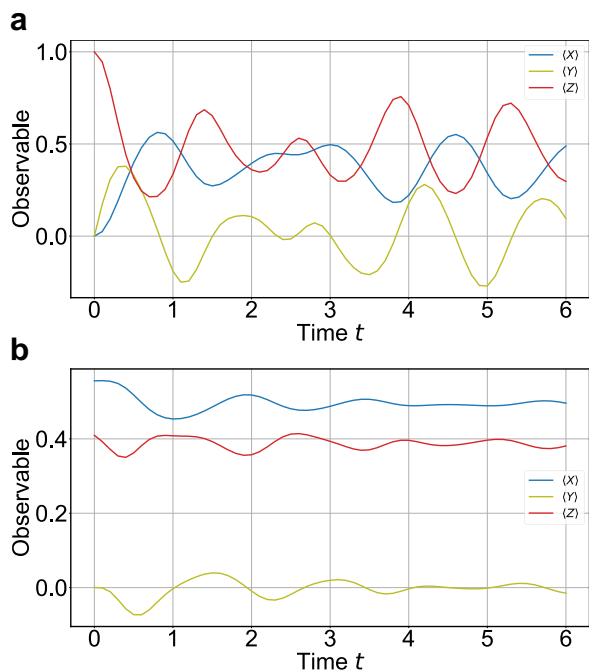 a
1.0
0.5
0.0
Observable
⟨X⟩
⟨Y⟩
⟨Z⟩
0 1 2 3 4 5 6
Time t
b
0.4
0.2
0.0
Observable
⟨X⟩
⟨Y⟩
⟨Z⟩
0 1 2 3 4 5 6
Time t